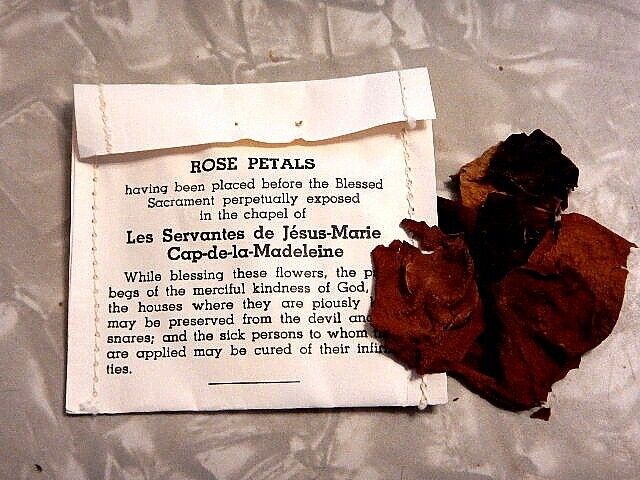 ROSE PETALS
having been placed before the Blessed
Sacrament perpetually exposed
in the chapel of
Les Servantes de Jésus-Marie
Cap-de-la-Madeleine
While blessing these flowers, the
begs of the merciful kindness of God,
the houses where they are piously
may be preserved from the devil and
snares; and the sick persons to whom
are applied may be cured of their
ties.